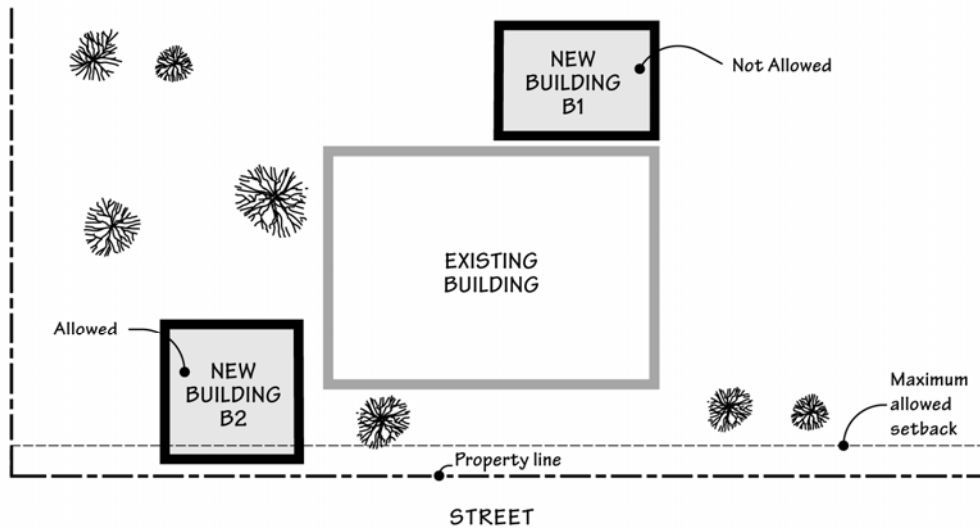 NEW
BUILDING
B1
Not Allowed
EXISTING
BUILDING
Allowed
NEW
BUILDING
B2
Maximum
allowed
setback
Property line
STREET